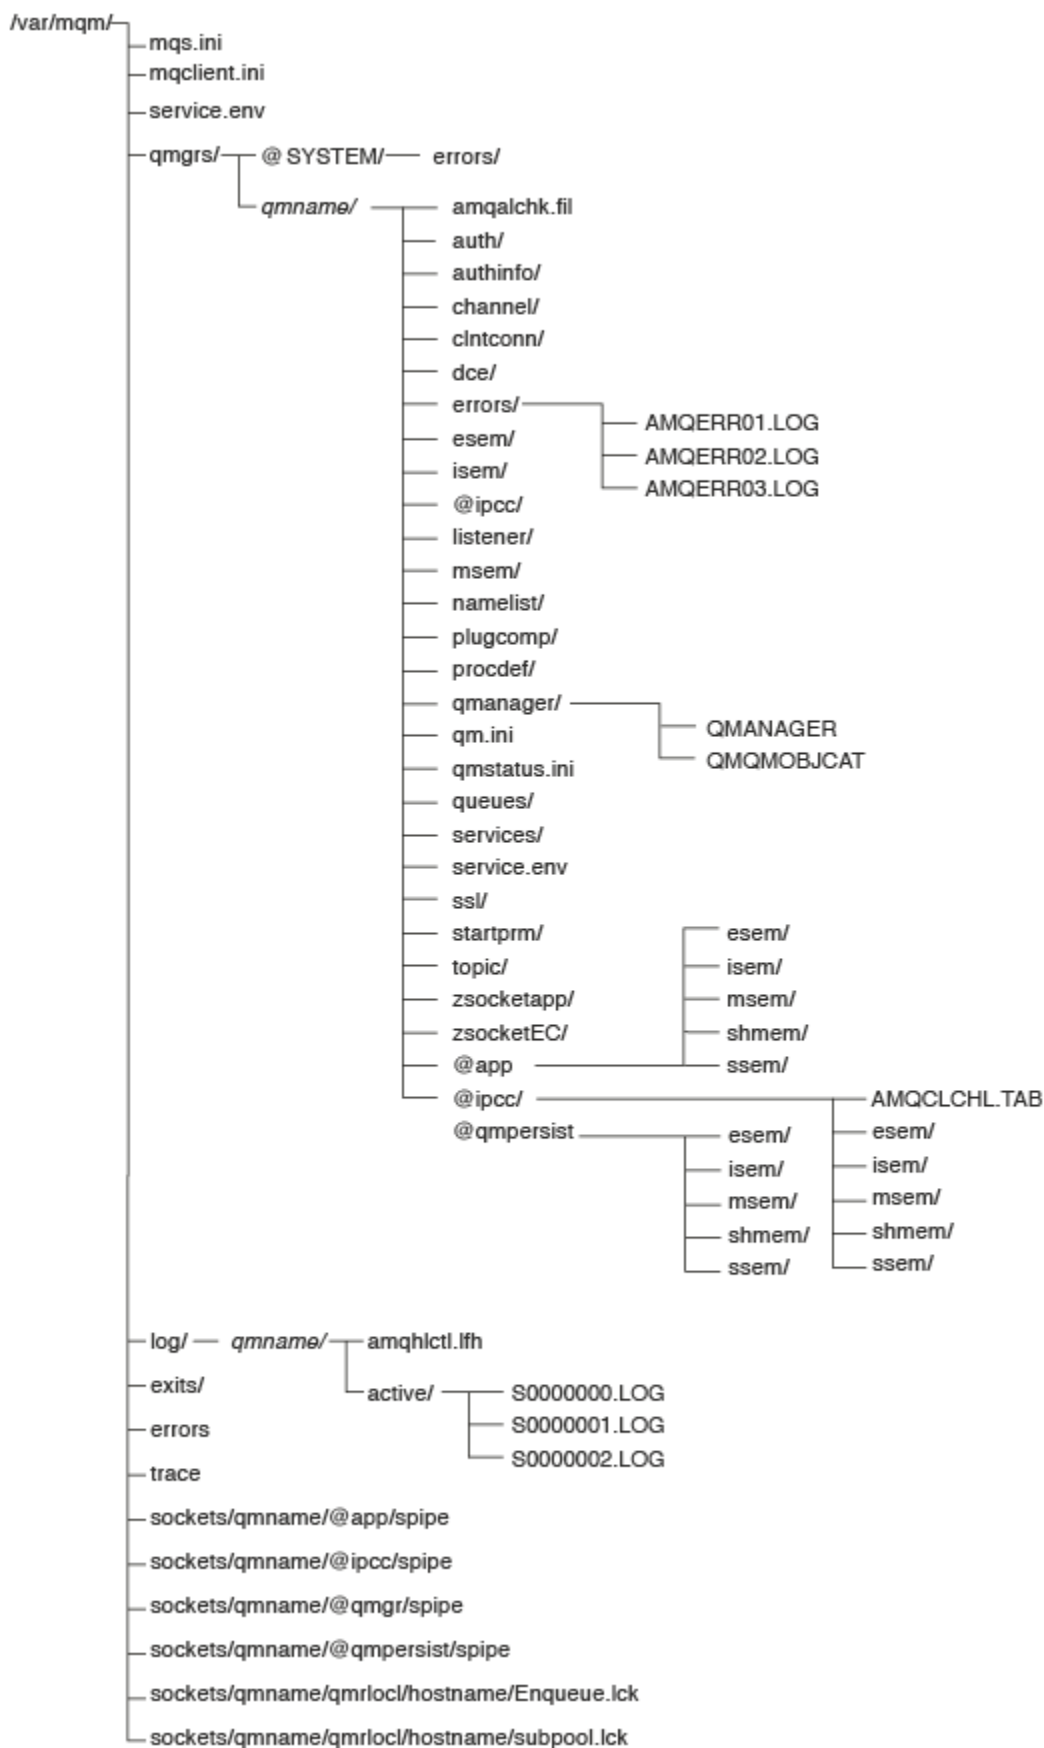 /var/mqm/
mqs.ini
mqclient.ini
service.env
qmgrs/ @SYSTEM/ errors/
qmname/ amqalchk.fil
auth/
authinfo/
channel/
clntconn/
dce/
errors/
AMQERR01.LOG
esem/
AMQERR02.LOG
isem/
AMQERR03.LOG
@ipcc/
listener/
msem/
namelist/
plugcomp/
procdef/
qmanager/
QMANAGER
qm.ini
QMQMOBJCAT
qmstatus.ini
queues/
services/
service.env
ssl/
startprm/ esem/
topic/ isem/
zsocketapp/ msem/
zsocketEC/ shmem/
@app ssem/
@ipcc/ AMQCLCHL.TAB
@qmpersist esem/ esem/
isem/ isem/
msem/ msem/
shmem/ shmem/
ssem/ ssem/
log/ qmname/ amqhlctl.lfh
exits/ active/ S0000000.LOG
errors S0000001.LOG
S0000002.LOG
trace
sockets/qmname/@app/spipe
sockets/qmname/@ipcc/spipe
sockets/qmname/@qmgr/spipe
sockets/qmname/@qmpersist/spipe
sockets/qmname/qmrlocl/hostname/Enqueue.lck
sockets/qmname/qmrlocl/hostname/subpool.lck